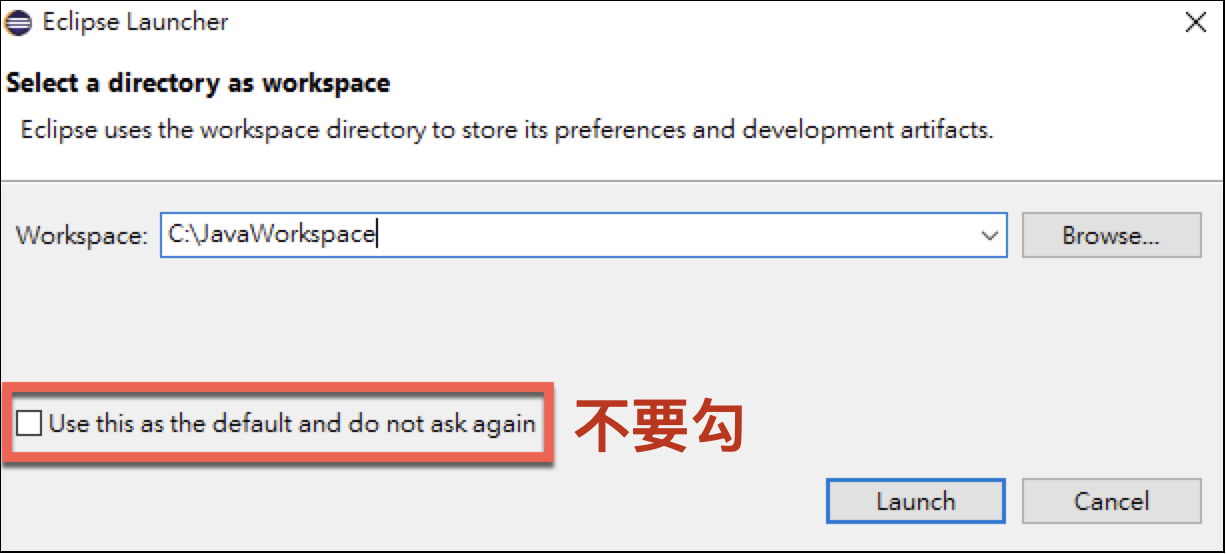 Eclipse Launcher
Select a directory as workspace
Eclipse uses the workspace directory to store its preferences and development artifacts.
Workspace: C:\JavaWorkspace Browse...
Use this as the default and do not ask again 不要勾
Launch Cancel